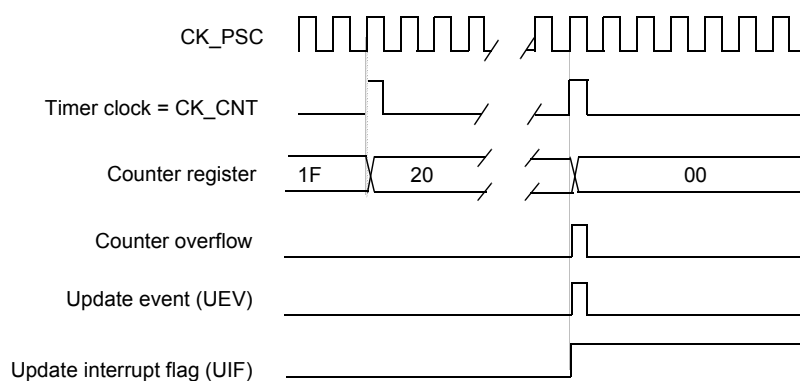 CK_PSC
Timer clock = CK_CNT
Counter register 1F 20 00
Counter overflow
Update event (UEV)
Update interrupt flag (UIF)